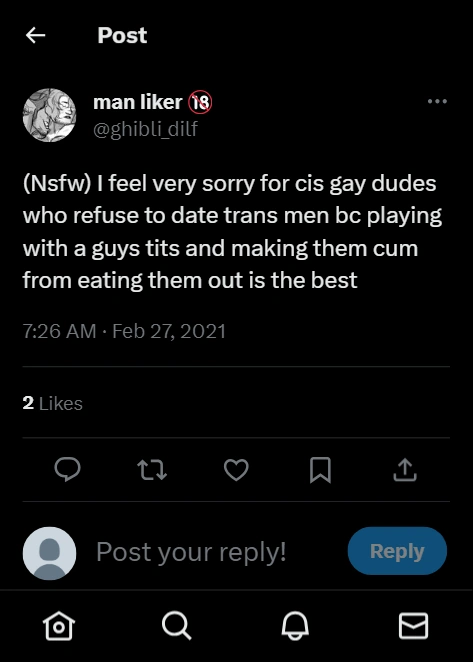 Post
man liker 🔞
@ghibli_dilf
(Nsfw) I feel very sorry for cis gay dudes
who refuse to date trans men bc playing
with a guys tits and making them cum
from eating them out is the best
7:26 AM · Feb 27, 2021
2 Likes
Post your reply!
Reply